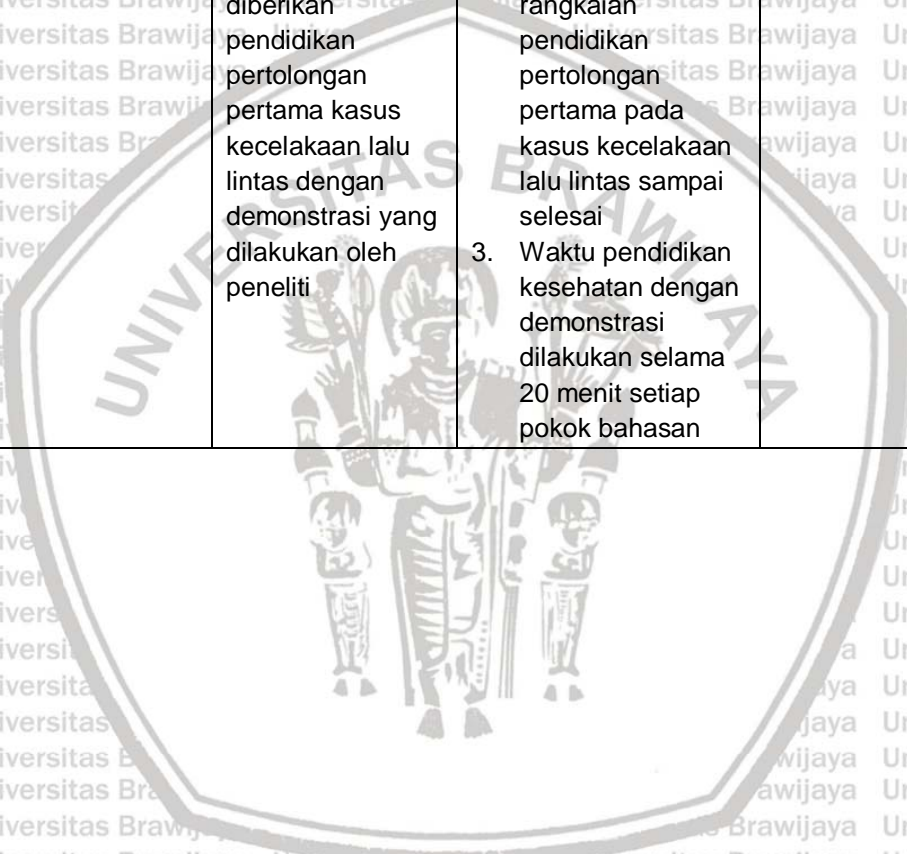 diberikan
pendidikan
pertolongan
pertama kasus
kecelakaan lalu
lintas dengan
demonstrasi yang
dilakukan oleh
peneliti
rangkaian
pendidikan
pertolongan
pertama pada
kasus kecelakaan
lalu lintas sampai
selesai
3. Waktu pendidikan
kesehatan dengan
demonstrasi
dilakukan selama
20 menit setiap
pokok bahasan
UNIVERSITAS BRAWIJAYA